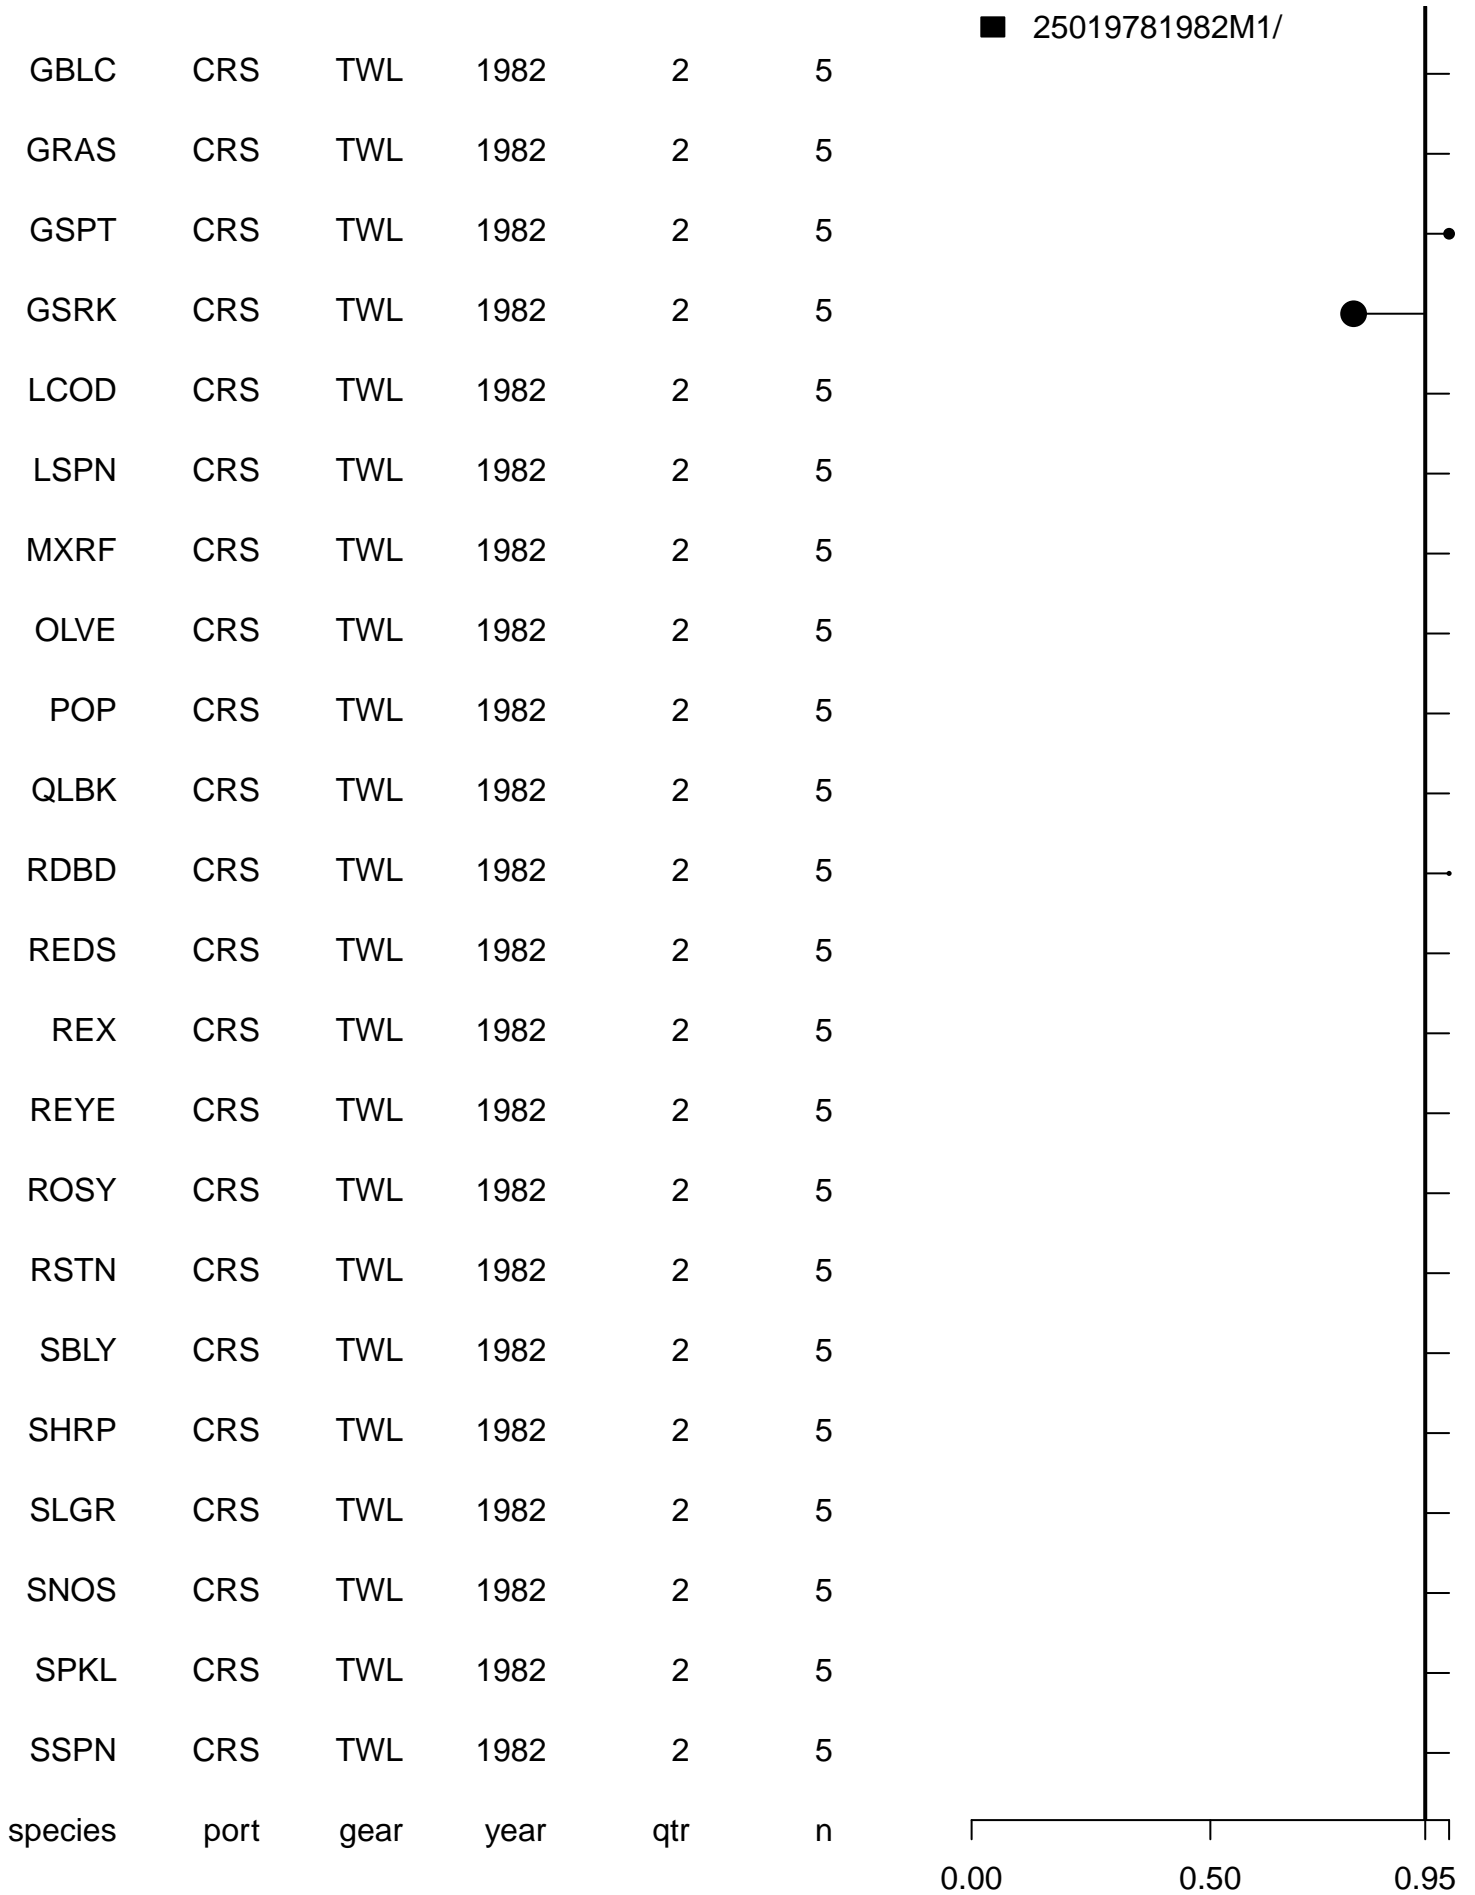 25019781982M1/
GBLC CRS TWL 1982 2 5
GRAS CRS TWL 1982 2 5
GSPT CRS TWL 1982 2 5
GSRK CRS TWL 1982 2 5
LCOD CRS TWL 1982 2 5
LSPN CRS TWL 1982 2 5
MXRF CRS TWL 1982 2 5
OLVE CRS TWL 1982 2 5
POP CRS TWL 1982 2 5
QLBK CRS TWL 1982 2 5
RDBD CRS TWL 1982 2 5
REDS CRS TWL 1982 2 5
REX CRS TWL 1982 2 5
REYE CRS TWL 1982 2 5
ROSY CRS TWL 1982 2 5
RSTN CRS TWL 1982 2 5
SBLY CRS TWL 1982 2 5
SHRP CRS TWL 1982 2 5
SLGR CRS TWL 1982 2 5
SNOS CRS TWL 1982 2 5
SPKL CRS TWL 1982 2 5
SSPN CRS TWL 1982 2 5
species port gear year qtr n
0.00 0.50 0.95